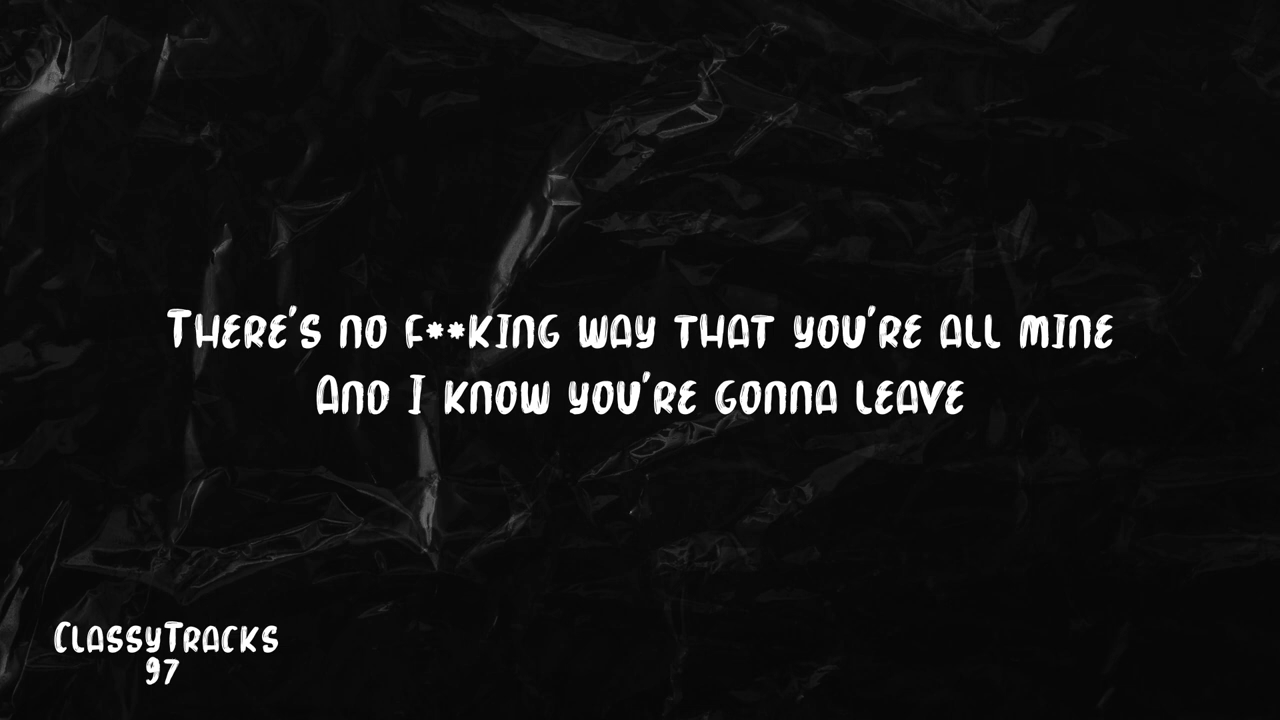 There's no f**king way that you're all mine
And I know you're gonna leave
ClassyTracks
97